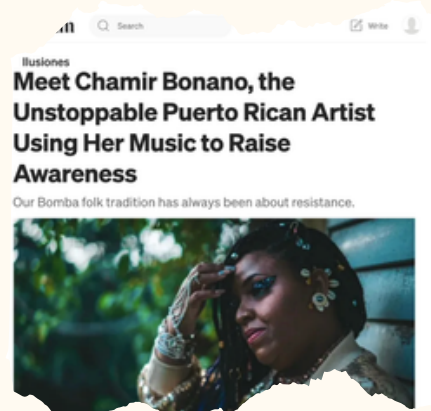 Search
Write
Ilusiones
Meet Chamir Bonano, the
Unstoppable Puerto Rican Artist
Using Her Music to Raise
Awareness
Our Bomba folk tradition has always been about resistance.